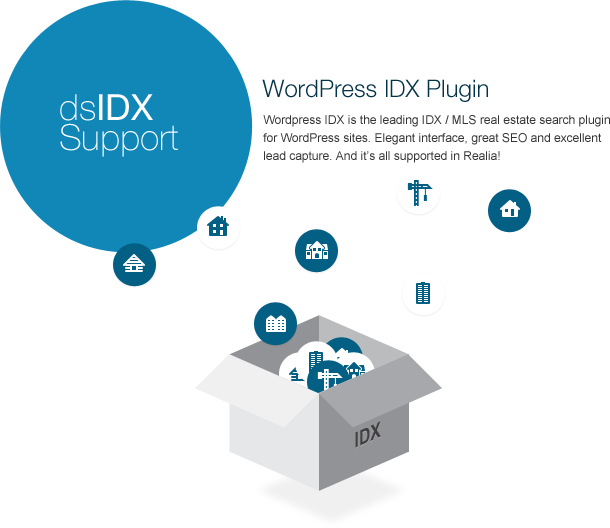 dsIDX
Support
WordPress IDX Plugin
Wordpress IDX is the leading IDX / MLS real estate search plugin
for WordPress sites. Elegant interface, great SEO and excellent
lead capture. And it's all supported in Realia!
IDX